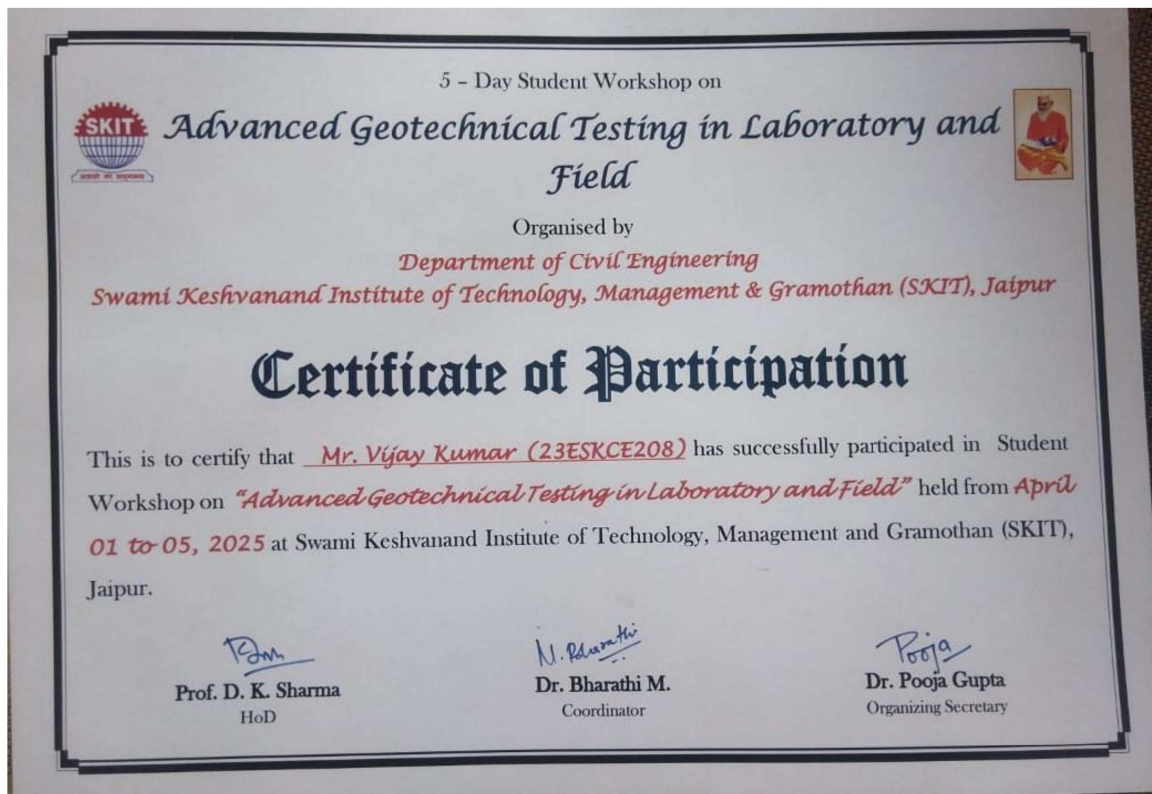 5 – Day Student Workshop on
SKIT
Advanced Geotechnical Testing in Laboratory and
Field
Organised by
Department of Civil Engineering
Swami Keshvanand Institute of Technology, Management & Gramothan (SKIT), Jaipur
Certificate of Participation
This is to certify that Mr. Vijay Kumar (23ESKCE208) has successfully participated in Student
Workshop on "Advanced Geotechnical Testing in Laboratory and Field" held from April
01 to 05, 2025 at Swami Keshvanand Institute of Technology, Management and Gramothan (SKIT),
Jaipur.
N. Bharathi
Pooja
Prof. D. K. Sharma
Dr. Bharathi M.
Dr. Pooja Gupta
HoD
Coordinator
Organizing Secretary